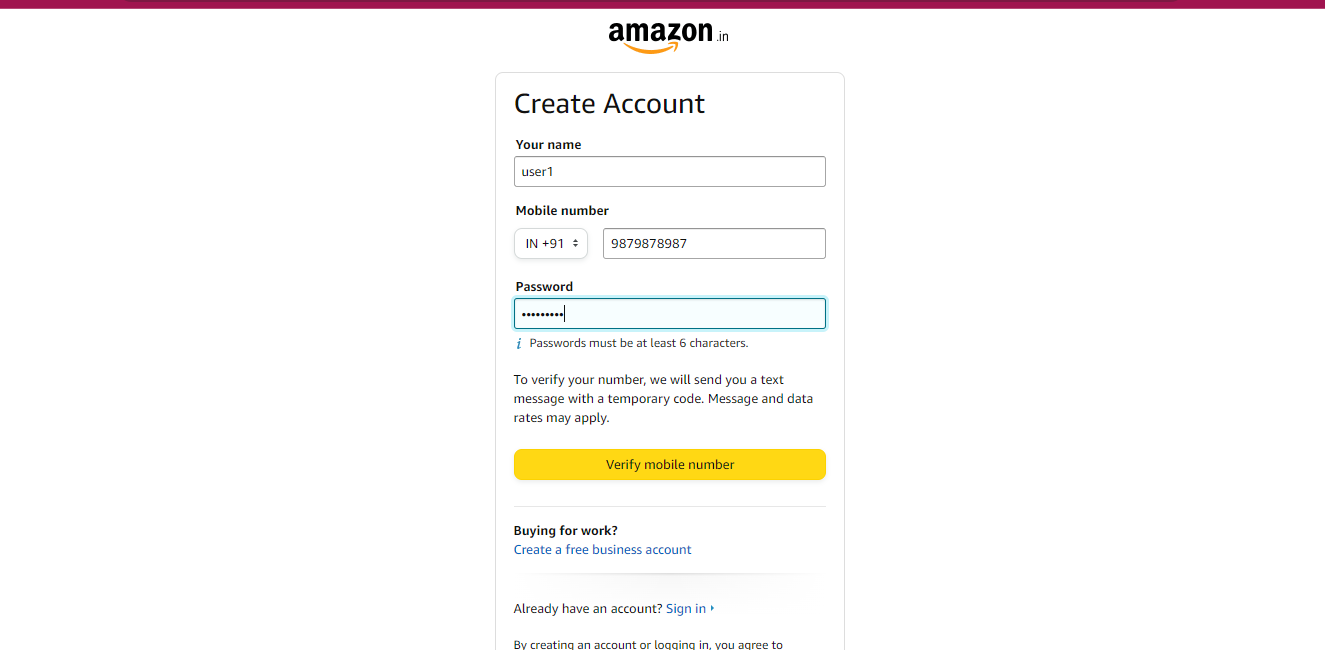 amazon.in
Create Account
Your name
user1
Mobile number
IN +91 9879878987
Password
•••••••••
i Passwords must be at least 6 characters.
To verify your number, we will send you a text
message with a temporary code. Message and data
rates may apply.
Verify mobile number
Buying for work?
Create a free business account
Already have an account? Sign in
By creating an account or logging in, you agree to